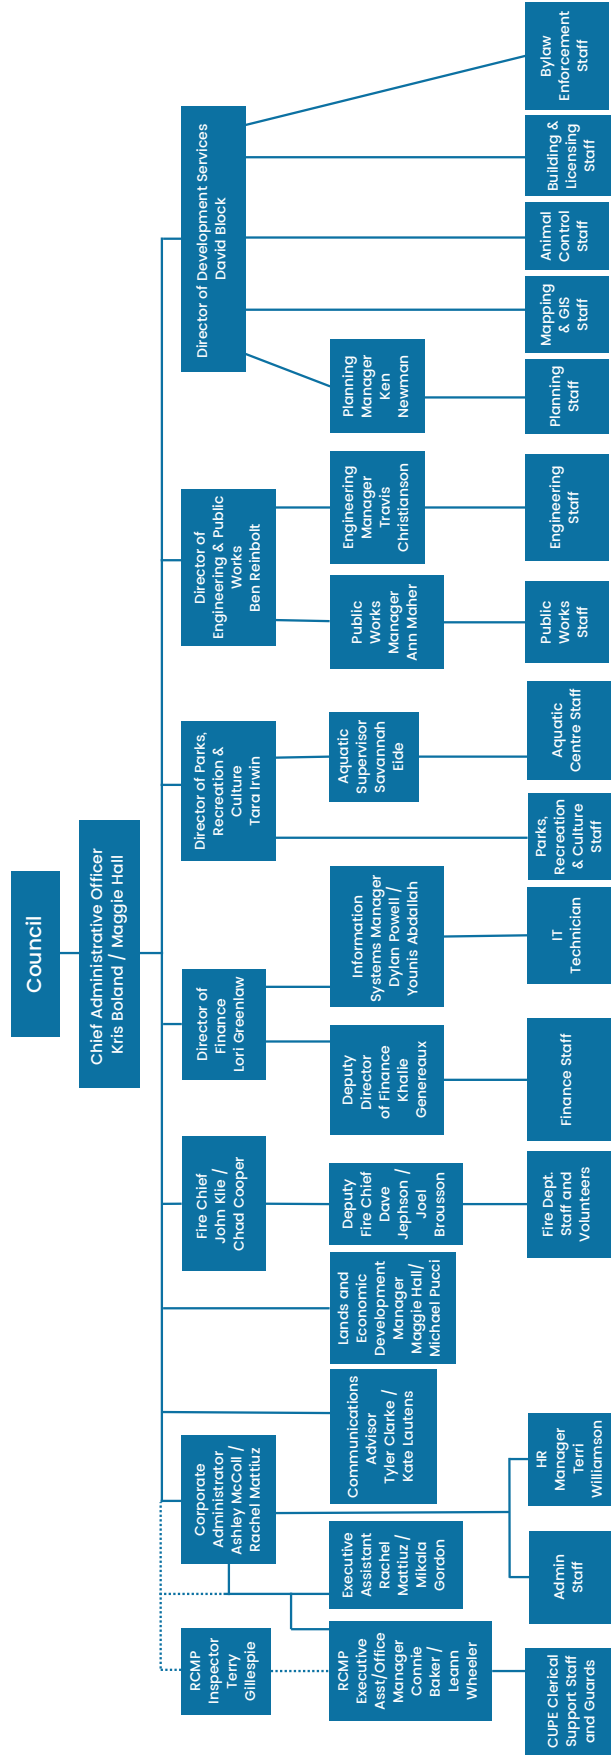 Council
Chief Administrative Officer
Kris Boland / Maggie Hall
RCMP
Inspector
Terry
Gillespie
Corporate
Administrator
Ashley McColl /
Rachel Mattiuz
Fire Chief
John Klie /
Chad Cooper
Director of
Finance
Lori Greenlaw
Director of Parks,
Recreation &
Culture
Tara Irwin
Director of
Engineering & Public
Works
Ben Reinbolt
Director of Development Services
David Block
RCMP
Executive
Asst/Office
Manager
Connie
Baker /
Leann
Wheeler
Executive
Assistant
Rachel
Mattiuz /
Mikala
Gordon
Communications
Advisor
Tyler Clarke /
Kate Lautens
Lands and
Economic
Development
Manager
Maggie Hall/
Michael Pucci
Deputy
Fire Chief
Dave
Jephson /
Joel
Brousson
Deputy
Director
of Finance
Khalie
Genereaux
Information
Systems Manager
Dylan Powell /
Younis Abdallah
Aquatic
Supervisor
Savannah
Eide
Public
Works
Manager
Ann Maher
Engineering
Manager
Travis
Christianson
Planning
Manager
Ken
Newman
CUPE Clerical
Support Staff
and Guards
Admin
Staff
HR
Manager
Terri
Williamson
Fire Dept.
Staff and
Volunteers
Finance Staff
IT
Technician
Parks,
Recreation
& Culture
Staff
Aquatic
Centre Staff
Public
Works
Staff
Engineering
Staff
Planning
Staff
Mapping
& GIS
Staff
Animal
Control
Staff
Building &
Licensing
Staff
Bylaw
Enforcement
Staff